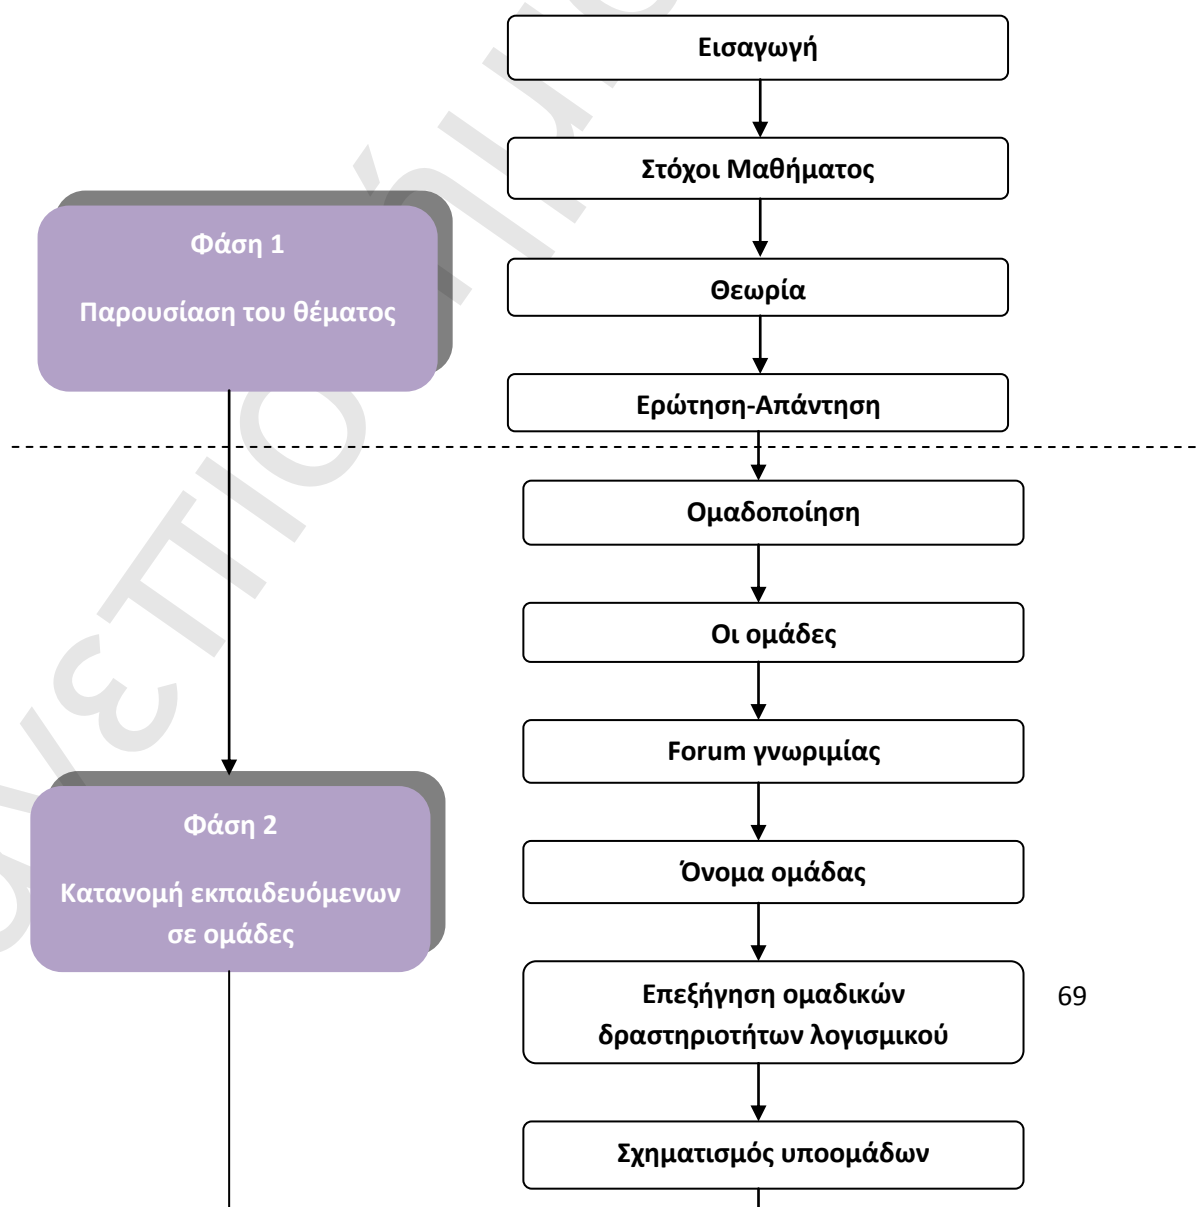 Εισαγωγή
Στόχοι Μαθήματος
Φάση 1
Παρουσίαση του θέματος
Θεωρία
Ερώτηση-Απάντηση
Ομαδοποίηση
Οι ομάδες
Forum γνωριμίας
Φάση 2
Κατανομή εκπαιδευόμενων
σε ομάδες
Όνομα ομάδας
Επεξήγηση ομαδικών
δραστηριοτήτων λογισμικού
69
Σχηματισμός υποομάδων